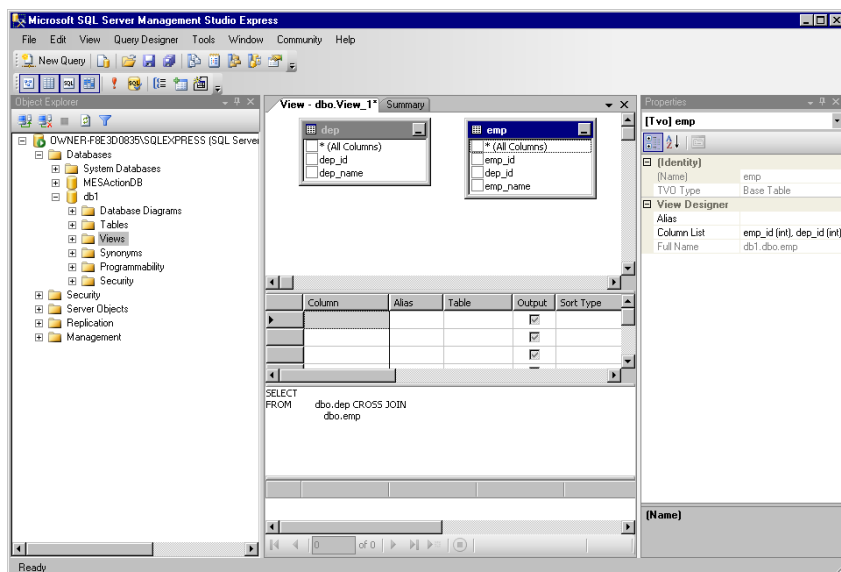 Microsoft SQL Server Management Studio Express
File Edit View Query Designer Tools Window Community Help
New Query
SQL
Object Explorer
OWNER-F8E3D0835\SQLEXPRESS (SQL Server
Databases
System Databases
MESActionDB
db1
Database Diagrams
Tables
Views
Synonyms
Programmability
Security
Security
Server Objects
Replication
Management
View - dbo.View_1* Summary
dep
* (All Columns)
dep_id
dep_name
emp
* (All Columns)
emp_id
dep_id
emp_name
Column Alias Table Output Sort Type
SELECT
FROM dbo.dep CROSS JOIN
dbo.emp
0 of 0
Properties
[Tvo] emp
(Identity)
(Name) emp
TVO Type Base Table
View Designer
Alias
Column List emp_id (int), dep_id (int)
Full Name db1.dbo.emp
(Name)
Ready